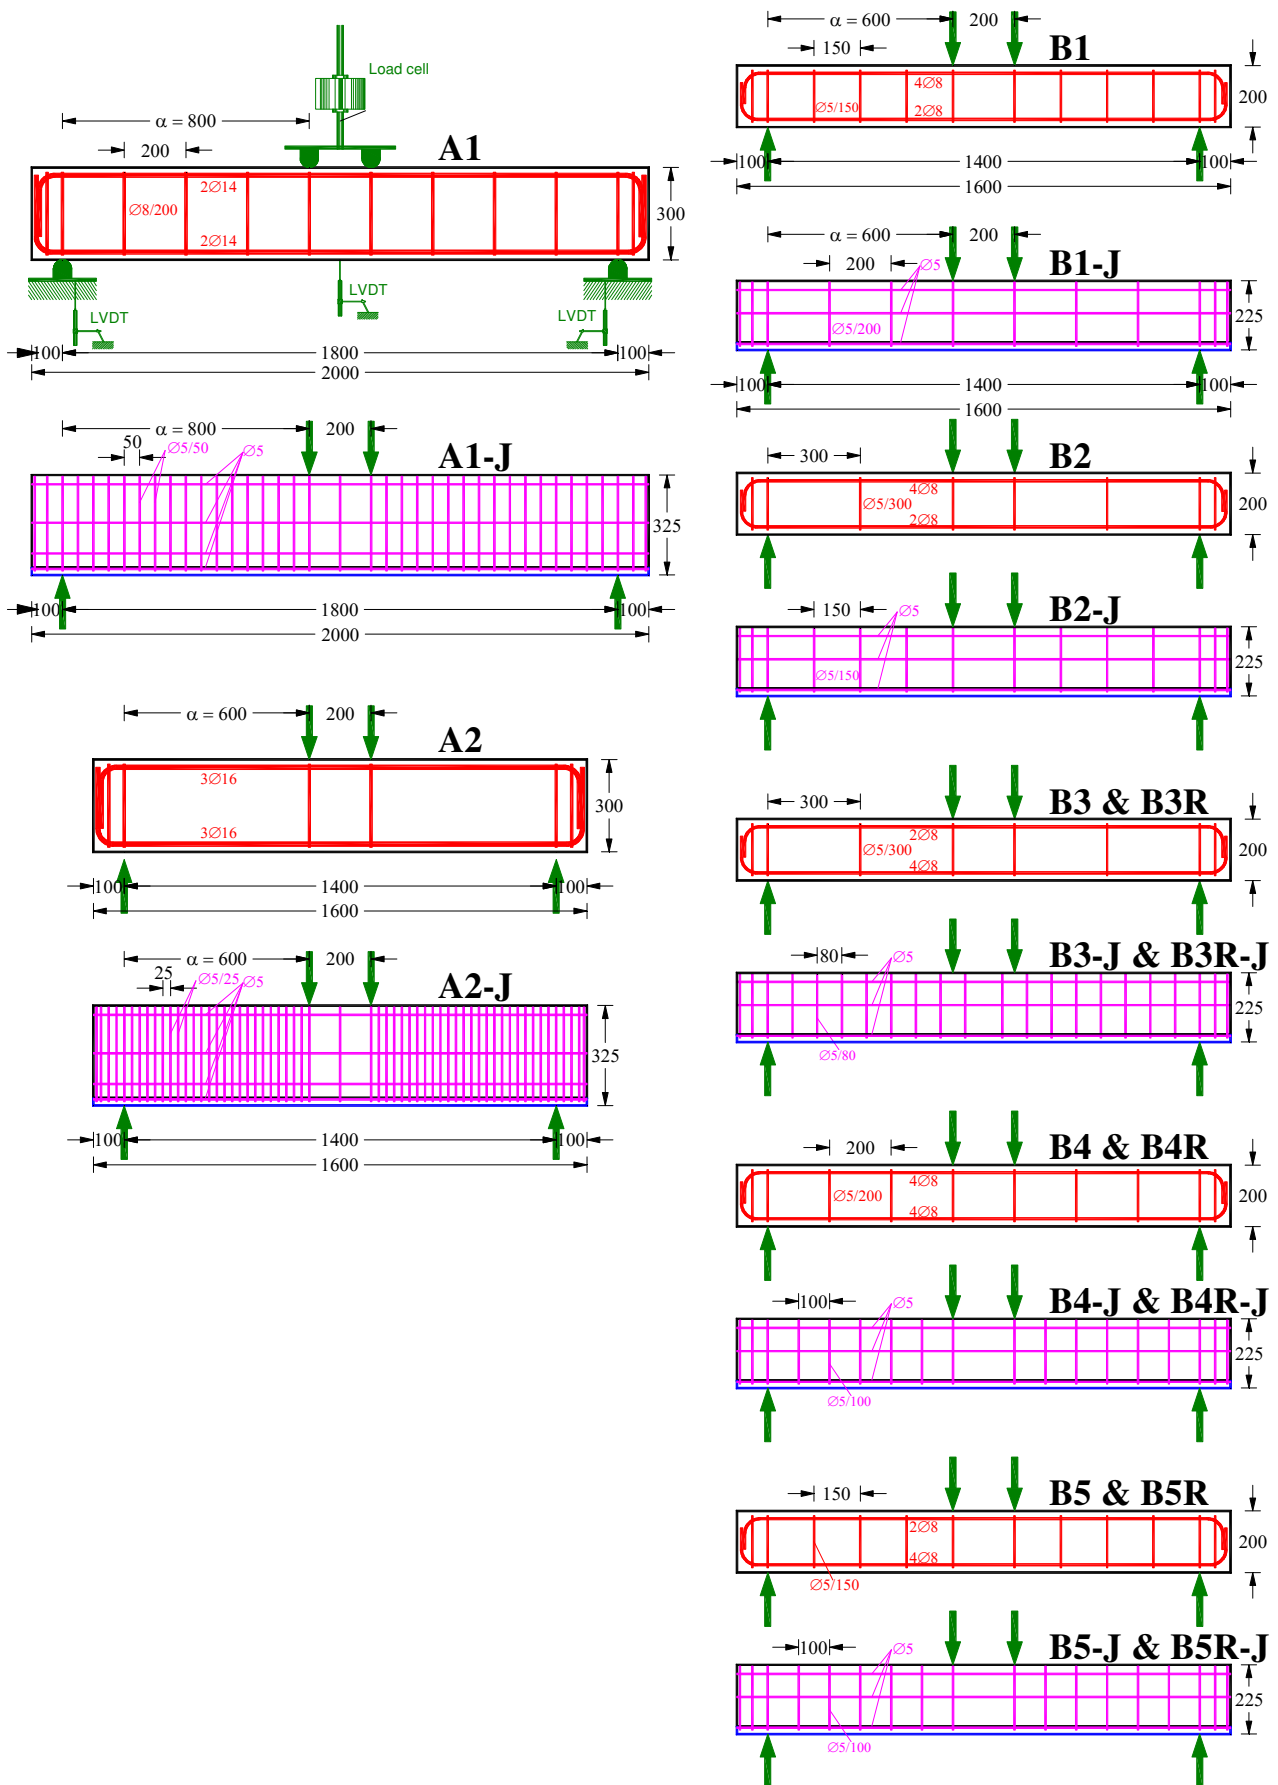 Load cell
α = 800
200
A1
2Ø14
Ø8/200
2Ø14
300
LVDT
LVDT
LVDT
100
1800
100
2000
α = 800
200
50
Ø5/50
Ø5
A1-J
325
100
1800
100
2000
α = 600
200
A2
3Ø16
3Ø16
300
100
1400
100
1600
α = 600
200
25
Ø5/25
Ø5
A2-J
325
100
1400
100
1600
α = 600
200
150
B1
4Ø8
Ø5/150
2Ø8
200
100
1400
100
1600
α = 600
200
200
Ø5
B1-J
Ø5/200
225
100
1400
100
1600
300
B2
4Ø8
Ø5/300
2Ø8
200
150
Ø5
B2-J
Ø5/150
225
300
B3 & B3R
2Ø8
Ø5/300
4Ø8
200
80
Ø5
B3-J & B3R-J
225
Ø5/80
200
B4 & B4R
4Ø8
Ø5/200
4Ø8
200
100
Ø5
B4-J & B4R-J
225
Ø5/100
150
B5 & B5R
2Ø8
4Ø8
200
Ø5/150
100
Ø5
B5-J & B5R-J
225
Ø5/100